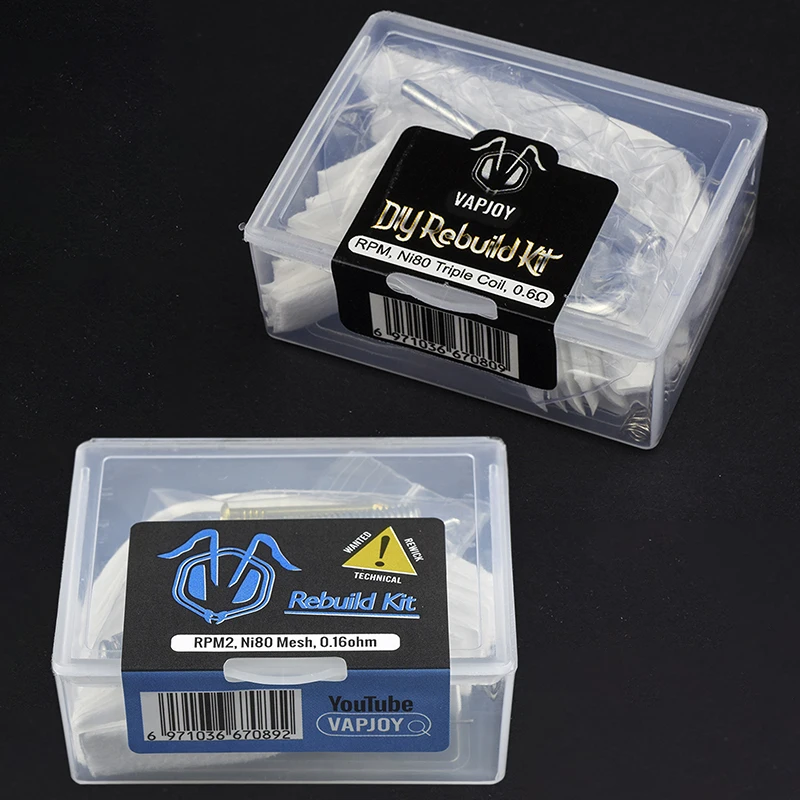 VAPJOY
DIY Rebuild Kit
RPM, Ni80 Triple Coil, 0.6Ω
6 971036 670809
WANTED
REWICK
!
TECHNICAL
Rebuild Kit
RPM2, Ni80 Mesh, 0.16ohm
6 971036 670892
YouTube
VAPJOY